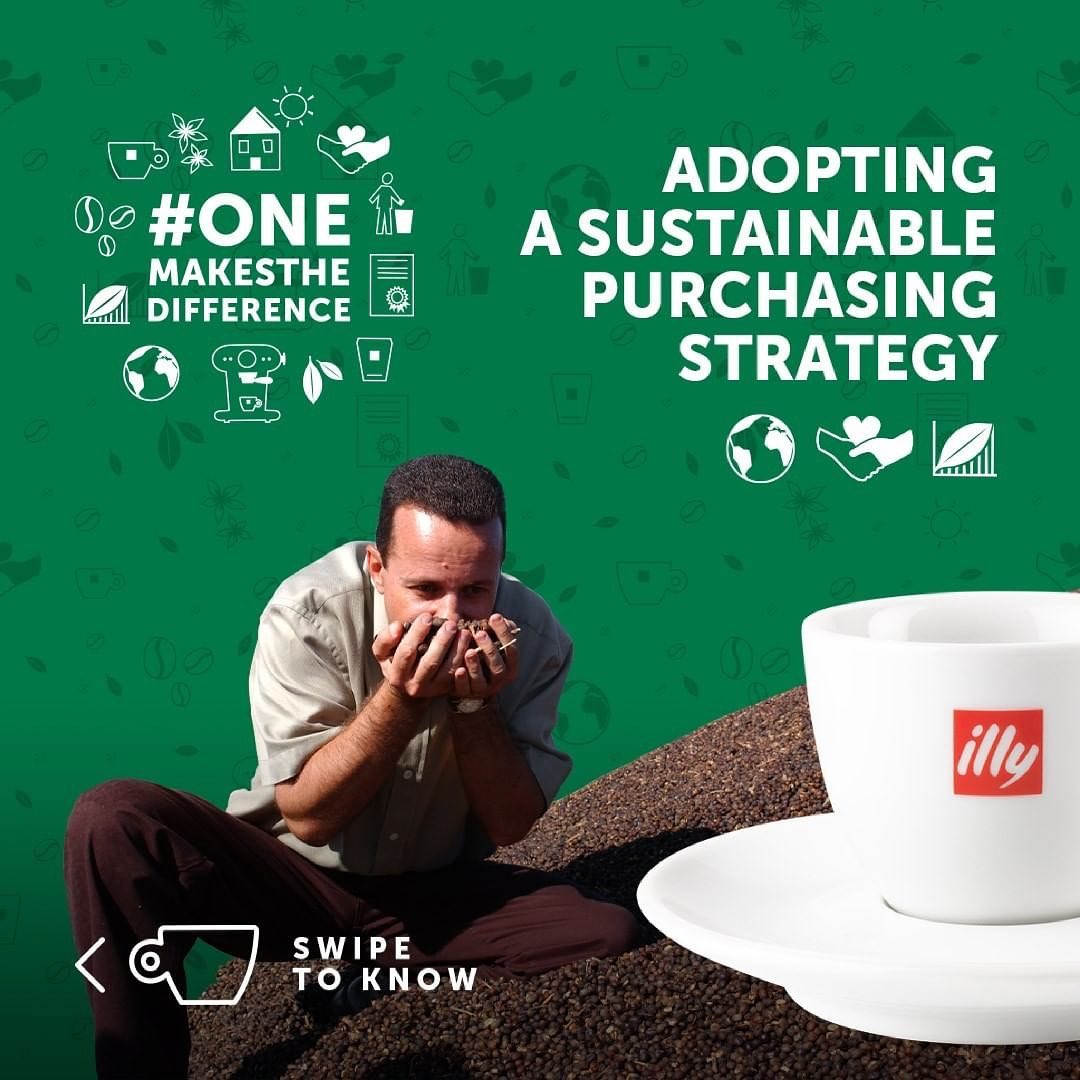 #ONE
MAKESTHE
DIFFERENCE
ADOPTING
A SUSTAINABLE
PURCHASING
STRATEGY
illy
SWIPE
TO KNOW